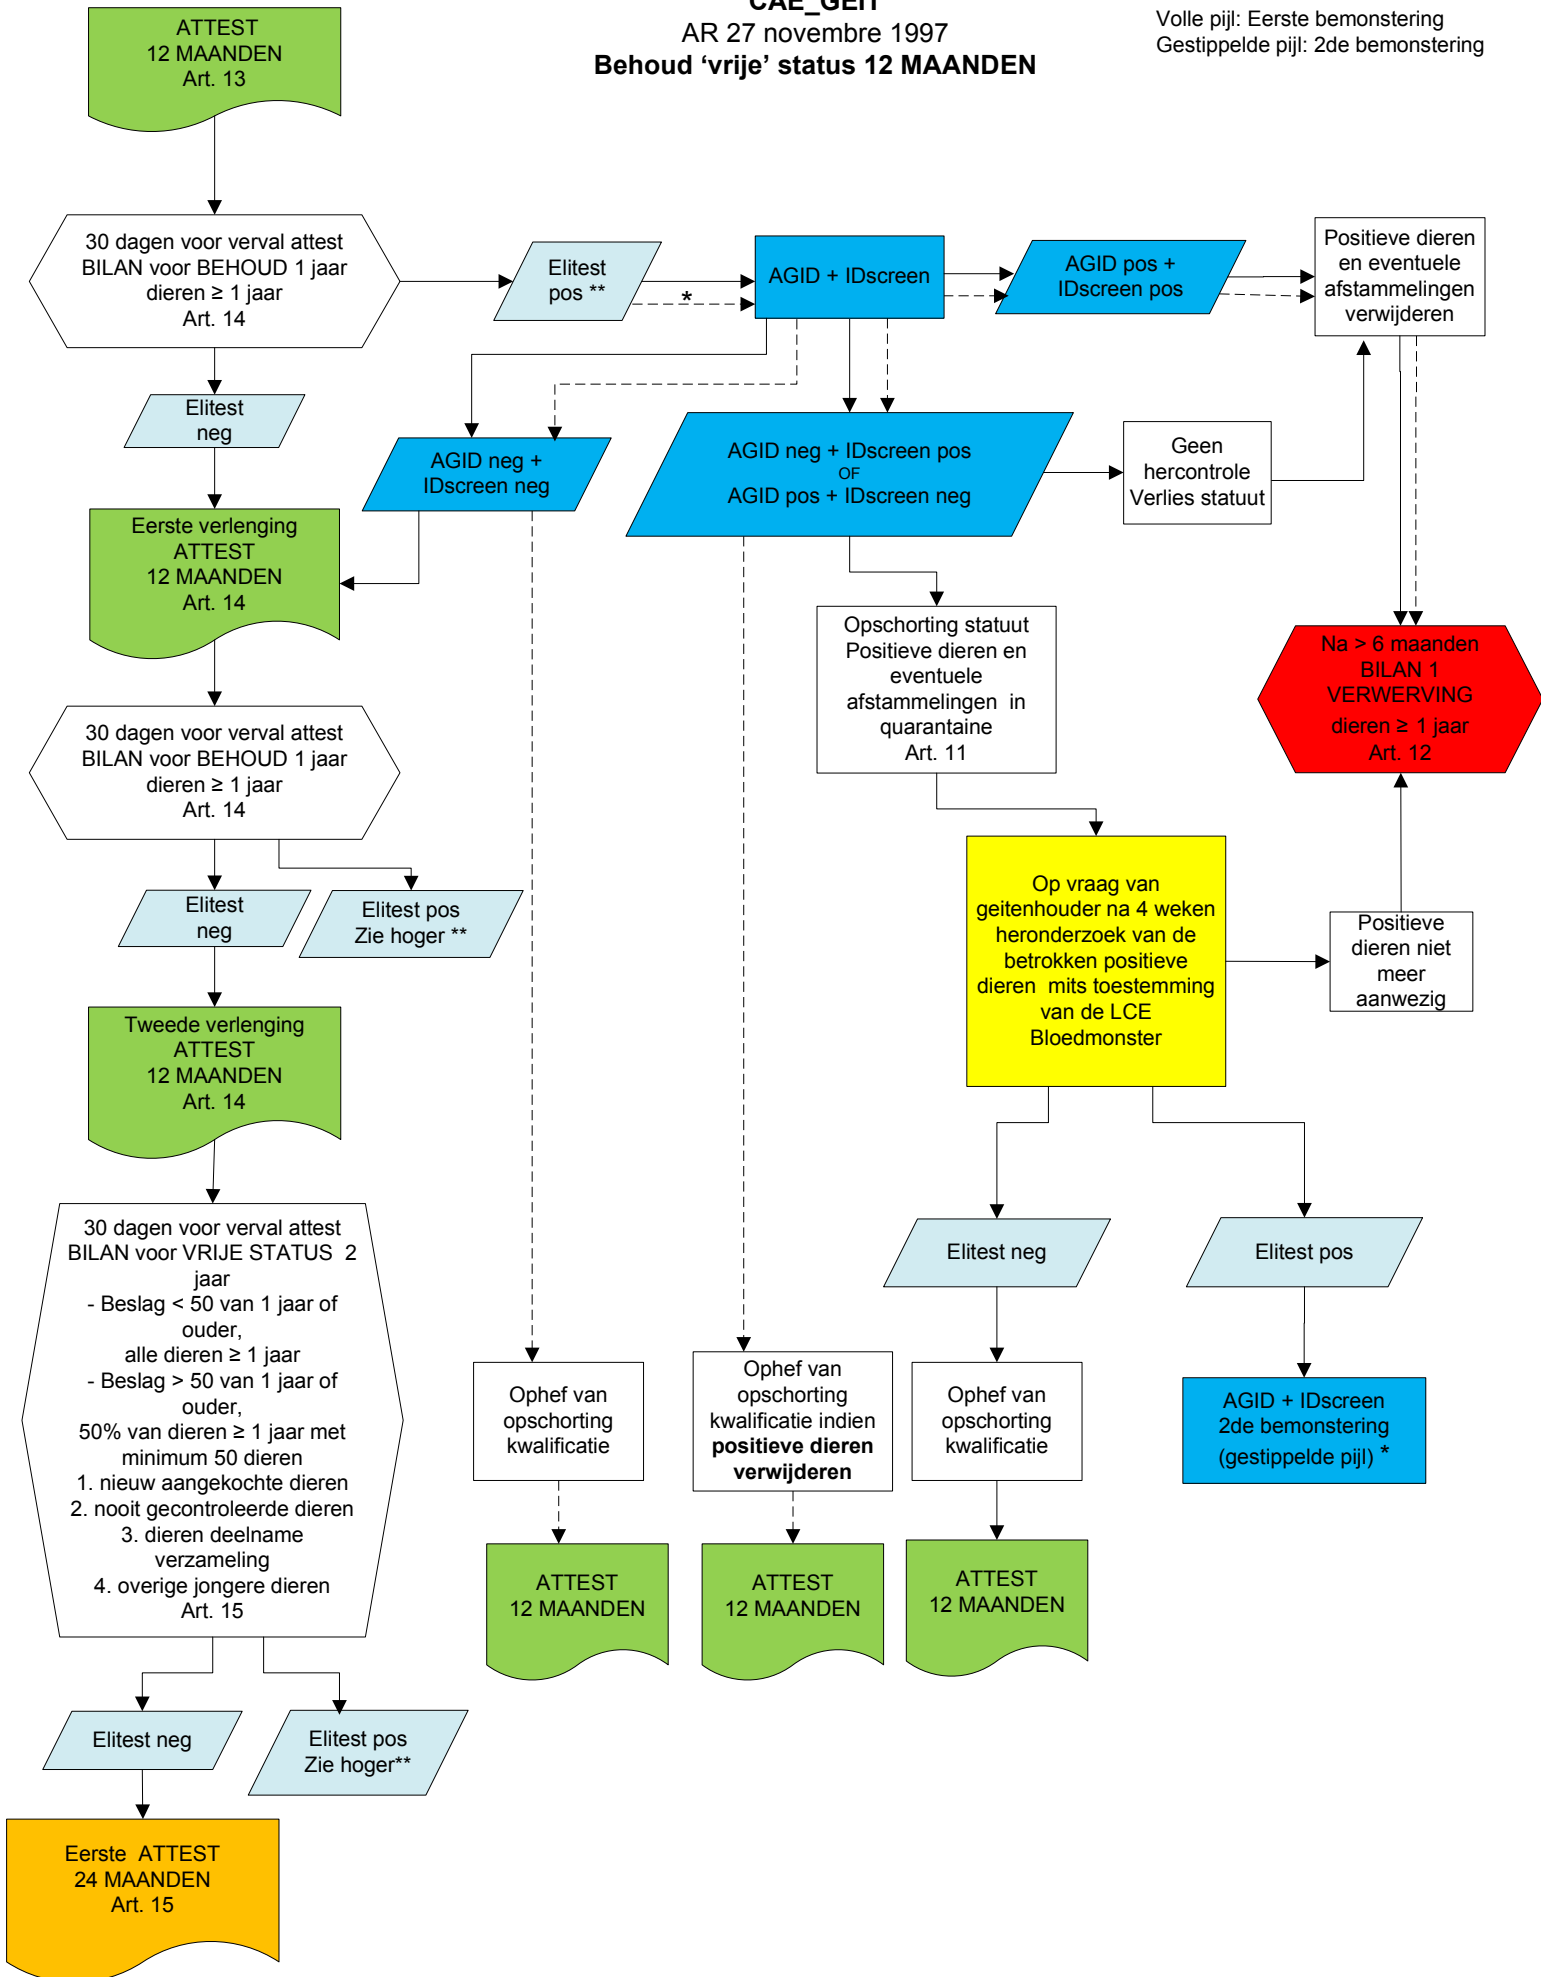 CAE_GEIT
AR 27 novembre 1997
Behoud ‘vrije’ status 12 MAANDEN
Volle pijl: Eerste bemonstering
Gestippelde pijl: 2de bemonstering
ATTEST
12 MAANDEN
Art. 13
30 dagen voor verval attest
BILAN voor BEHOUD 1 jaar
dieren ≥ 1 jaar
Art. 14
Elitest
pos **
*
AGID + IDscreen
AGID pos +
IDscreen pos
Positieve dieren
en eventuele
afstammelingen
verwijderen
Elitest
neg
AGID neg +
IDscreen neg
AGID neg + IDscreen pos
OF
AGID pos + IDscreen neg
Geen
hercontrole
Verlies statuut
Eerste verlenging
ATTEST
12 MAANDEN
Art. 14
Opschorting statuut
Positieve dieren en
eventuele
afstammelingen in
quarantaine
Art. 11
Na > 6 maanden
BILAN 1
VERWERVING
dieren ≥ 1 jaar
Art. 12
30 dagen voor verval attest
BILAN voor BEHOUD 1 jaar
dieren ≥ 1 jaar
Art. 14
Elitest
neg
Elitest pos
Zie hoger **
Op vraag van
geitenhouder na 4 weken
heronderzoek van de
betrokken positieve
dieren mits toestemming
van de LCE
Bloedmonster
Positieve
dieren niet
meer
aanwezig
Tweede verlenging
ATTEST
12 MAANDEN
Art. 14
30 dagen voor verval attest
BILAN voor VRIJE STATUS 2
jaar
- Beslag < 50 van 1 jaar of
ouder,
alle dieren ≥ 1 jaar
- Beslag > 50 van 1 jaar of
ouder,
50% van dieren ≥ 1 jaar met
minimum 50 dieren
1. nieuw aangekochte dieren
2. nooit gecontroleerde dieren
3. dieren deelname
verzameling
4. overige jongere dieren
Art. 15
Elitest neg
Elitest pos
Ophef van
opschorting
kwalificatie
Ophef van
opschorting
kwalificatie indien
positieve dieren
verwijderen
Ophef van
opschorting
kwalificatie
AGID + IDscreen
2de bemonstering
(gestippelde pijl) *
ATTEST
12 MAANDEN
ATTEST
12 MAANDEN
ATTEST
12 MAANDEN
Elitest neg
Elitest pos
Zie hoger**
Eerste ATTEST
24 MAANDEN
Art. 15